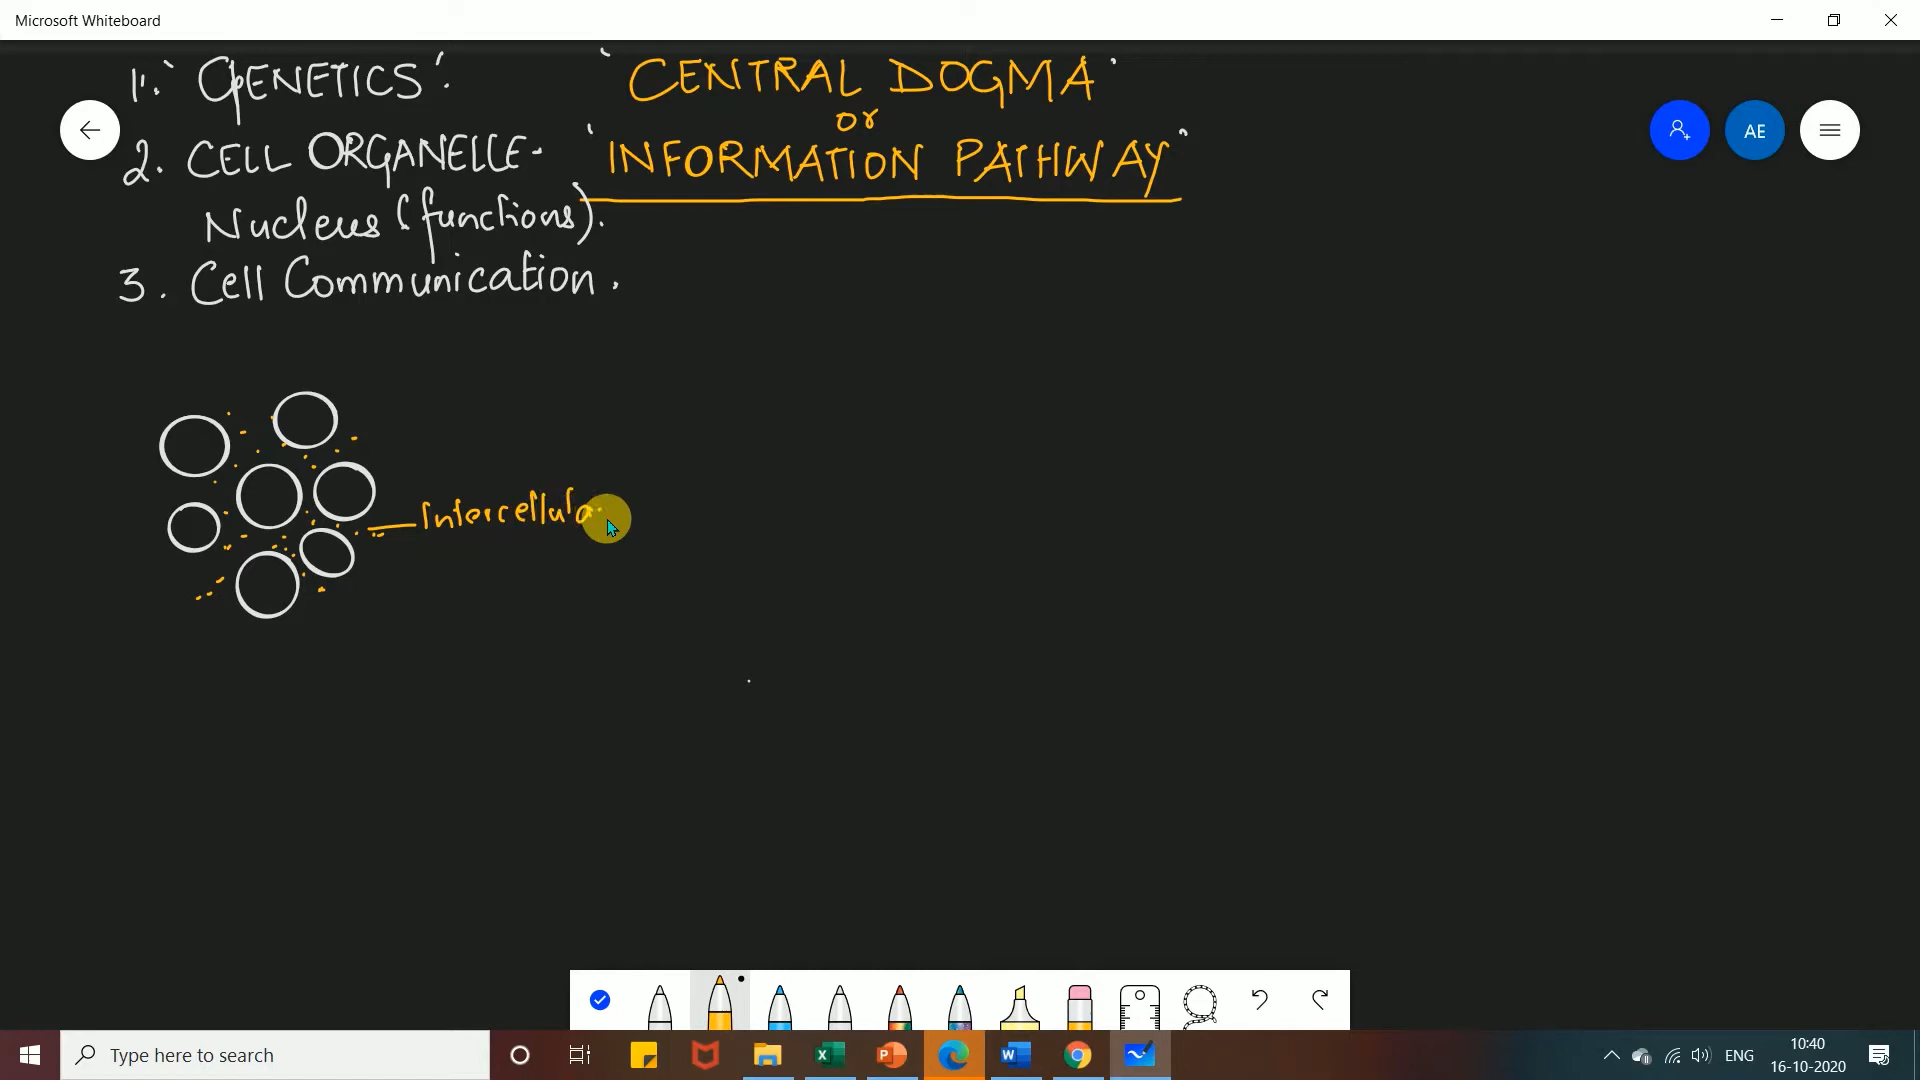 Microsoft Whiteboard
1. 'GENETICS'.
'CENTRAL DOGMA'
or
2. CELL ORGANELLE-
'INFORMATION PATHWAY'
Nucleus (functions).
3. Cell Communication.
AE
Intercellula
Type here to search
ENG
10:40
16-10-2020